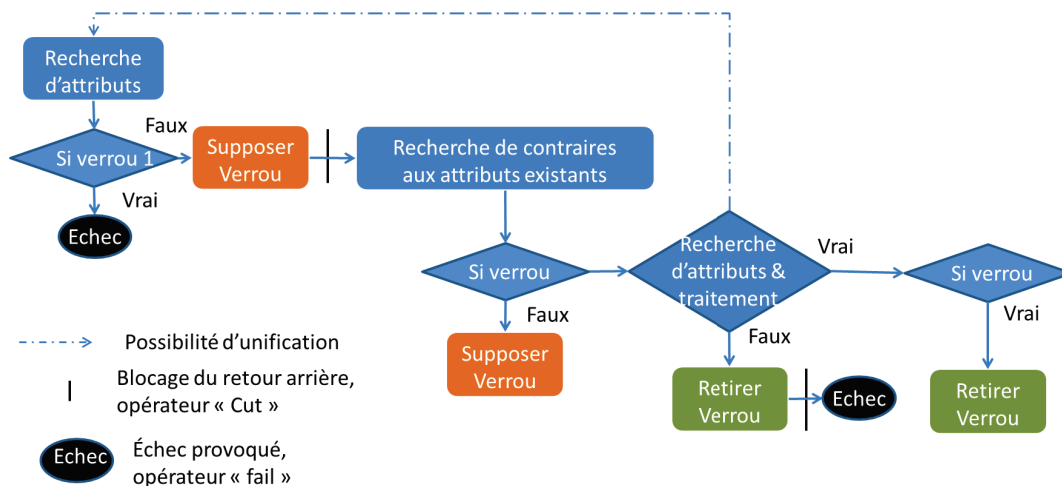 Recherche
d'attributs
Si verrou 1
Faux
Vrai
Echec
Supposer
Verrou
Recherche de contraires
aux attributs existants
Si verrou
Faux
Supposer
Verrou
Recherche
d'attributs &
traitement
Vrai
Faux
Retirer
Verrou
Echec
Si verrou
Vrai
Retirer
Verrou
Possibilité d'unification
Blocage du retour arrière,
opérateur « Cut »
Echec
Échec provoqué,
opérateur « fail »